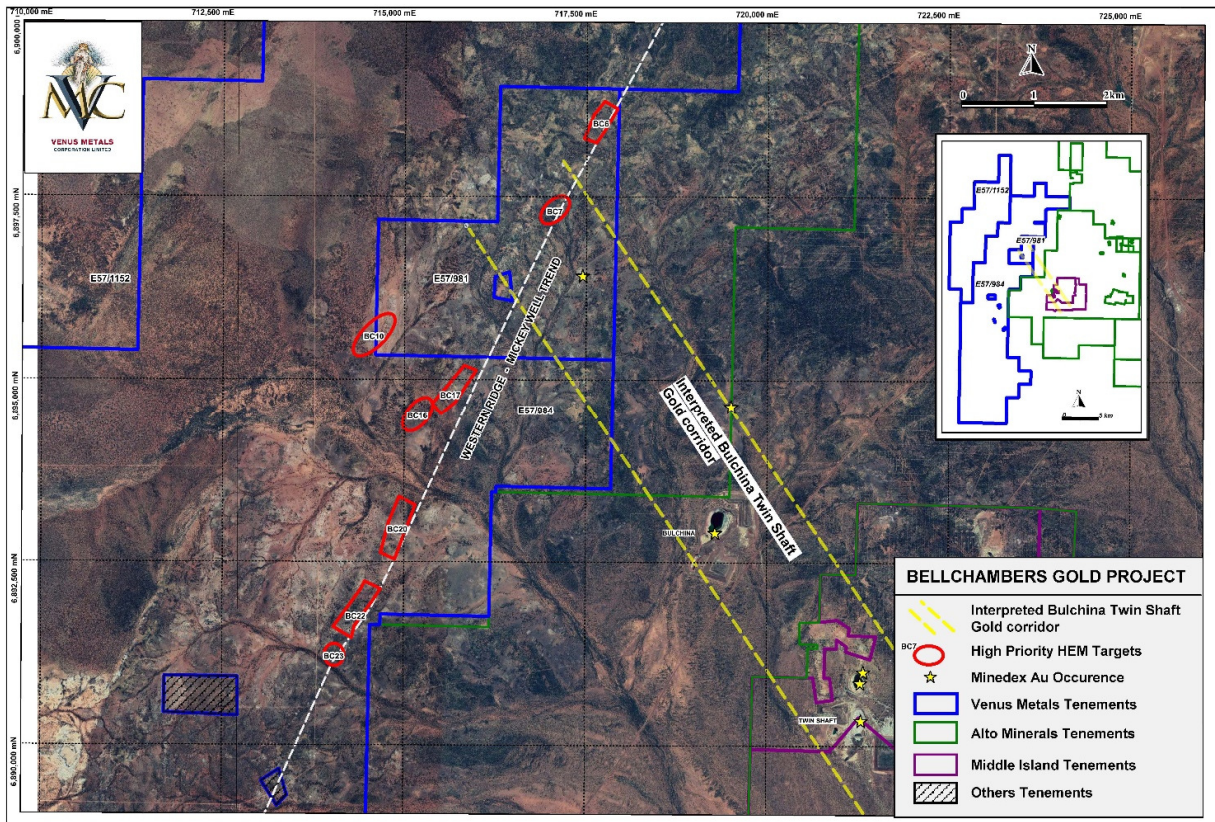 710,000 mE
712,500 mE
715,000 mE
717,500 mE
720,000 mE
722,500 mE
725,000 mE
6,900,000 mN
6,897,500 mN
6,895,000 mN
6,892,500 mN
6,890,000 mN
VMC
VENUS METALS
CORPORATION LIMITED
N
0 1 2km
E57/1152
E57/981
E57/984
N
0 5 km
BC6
BC7
E57/1152
E57/981
BC10
BC17
BC16
E57/984
WESTERN RIDGE - MICKEY WELL TREND
Interpreted Bulchina Twin Shaft
Gold corridor
BC20
BULCHINA
BC22
BC23
TWIN SHAFT
BELLCHAMBERS GOLD PROJECT
Interpreted Bulchina Twin Shaft
Gold corridor
BC7
High Priority HEM Targets
Minedex Au Occurence
Venus Metals Tenements
Alto Minerals Tenements
Middle Island Tenements
Others Tenements